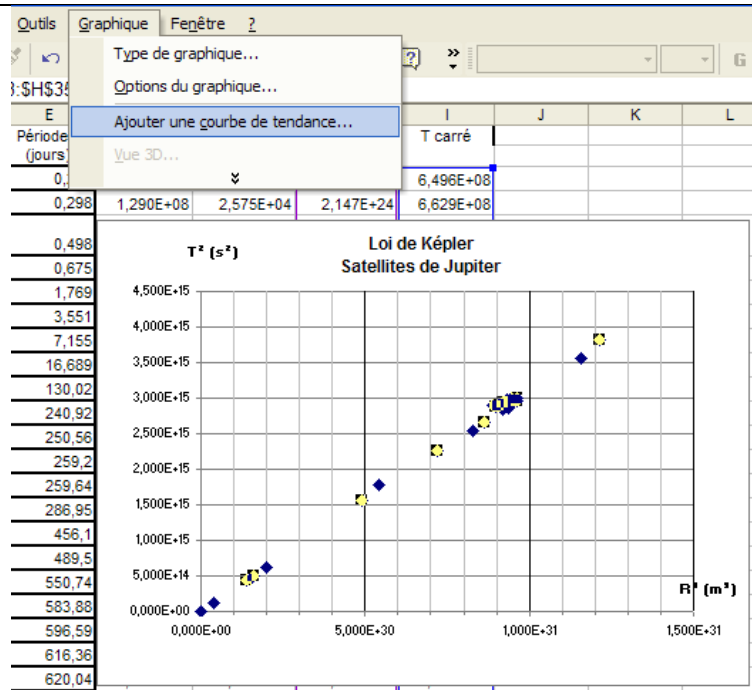 Outils Graphique Fenêtre ?
Type de graphique...
Options du graphique...
Ajouter une courbe de tendance...
Vue 3D...
G
:$H$35
E I J K L
Période T carré
(jours)
0, 6,496E+08
0,298 1,290E+08 2,575E+04 2,147E+24 6,629E+08
0,498
0,675
1,769
3,551
7,155
16,689
130,02
240,92
250,56
259,2
259,64
286,95
456,1
489,5
550,74
583,88
596,59
616,36
620,04
T² (s²)
Loi de Képler
Satellites de Jupiter
4,500E+15
4,000E+15
3,500E+15
3,000E+15
2,500E+15
2,000E+15
1,500E+15
1,000E+15
5,000E+14
0,000E+00
R³ (m³)
0,000E+00 5,000E+30 1,000E+31 1,500E+31